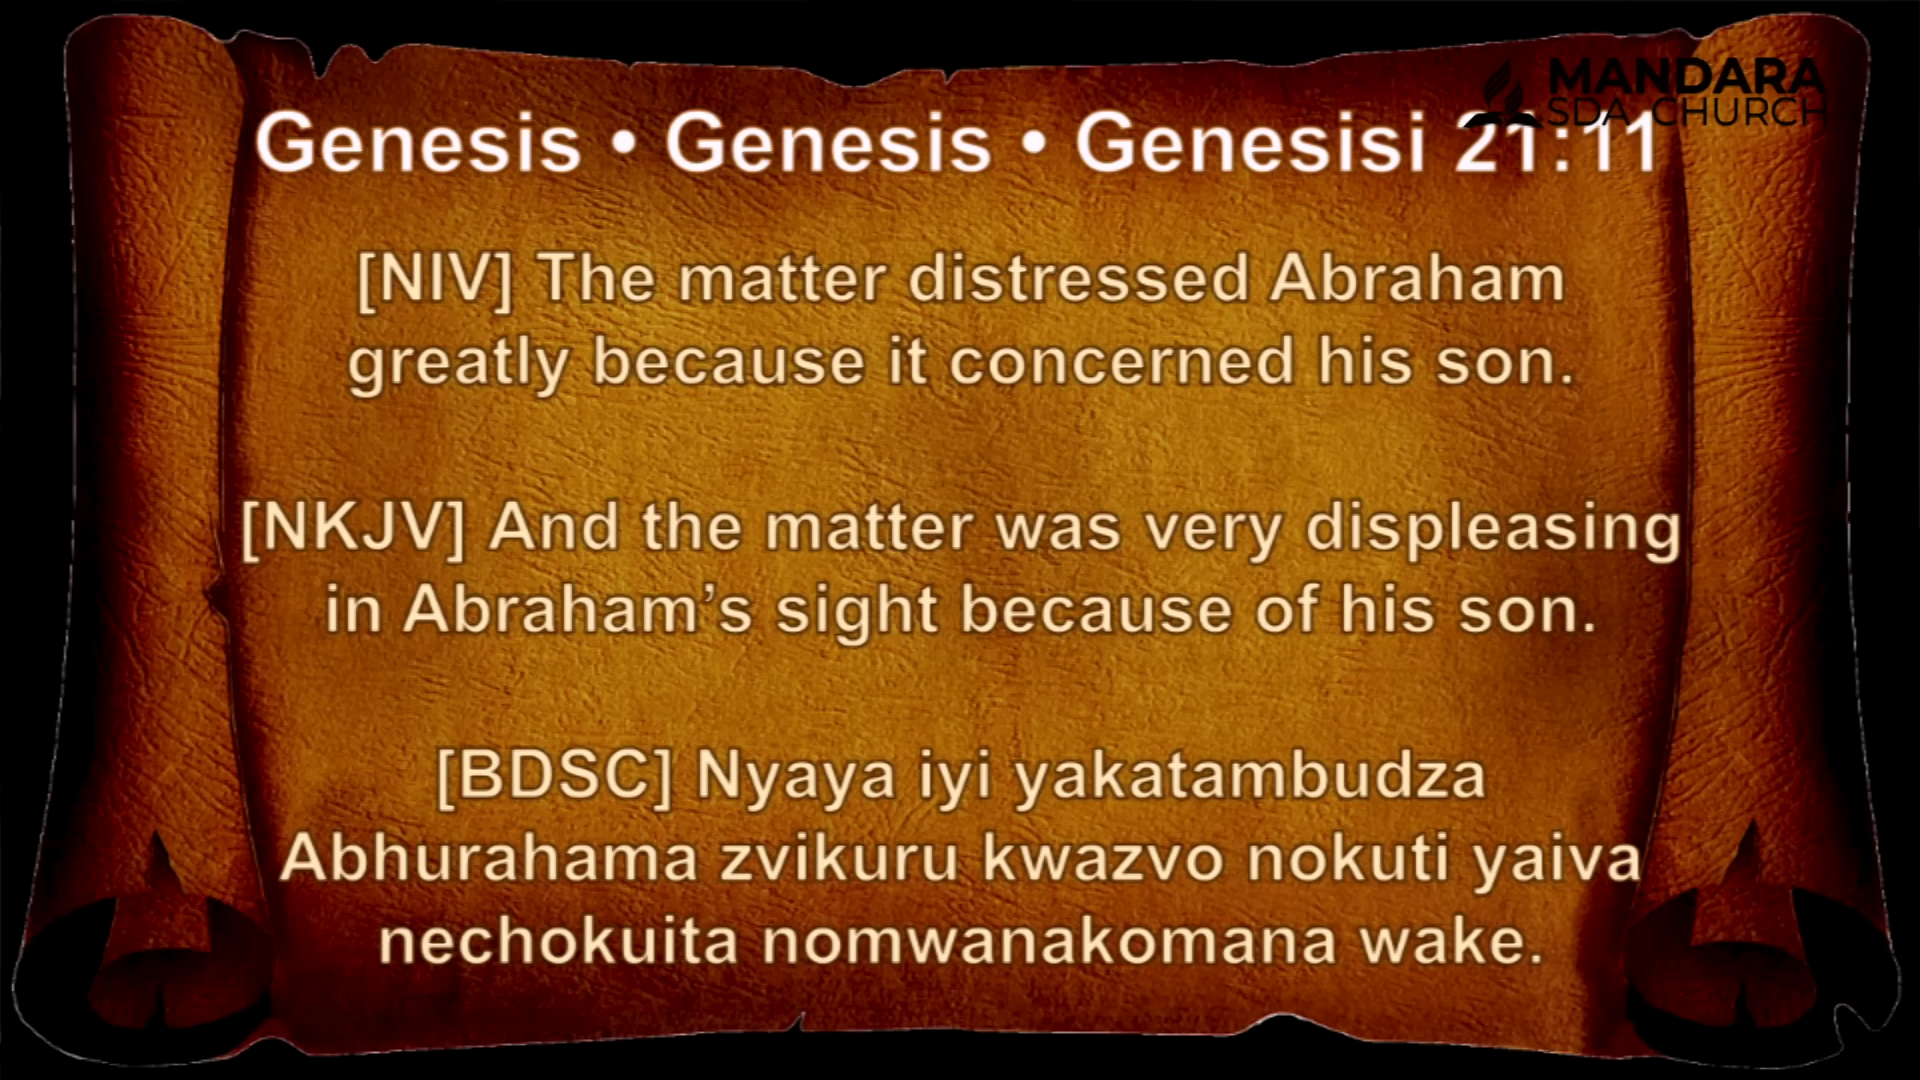 MANDARA
SDA CHURCH
Genesis • Genesis • Genesisi 21:11
[NIV] The matter distressed Abraham
greatly because it concerned his son.
[NKJV] And the matter was very displeasing
in Abraham’s sight because of his son.
[BDSC] Nyaya iyi yakatambudza
Abhurahama zvikuru kwazvo nokuti yaiva
nechokuita nomwanakomana wake.